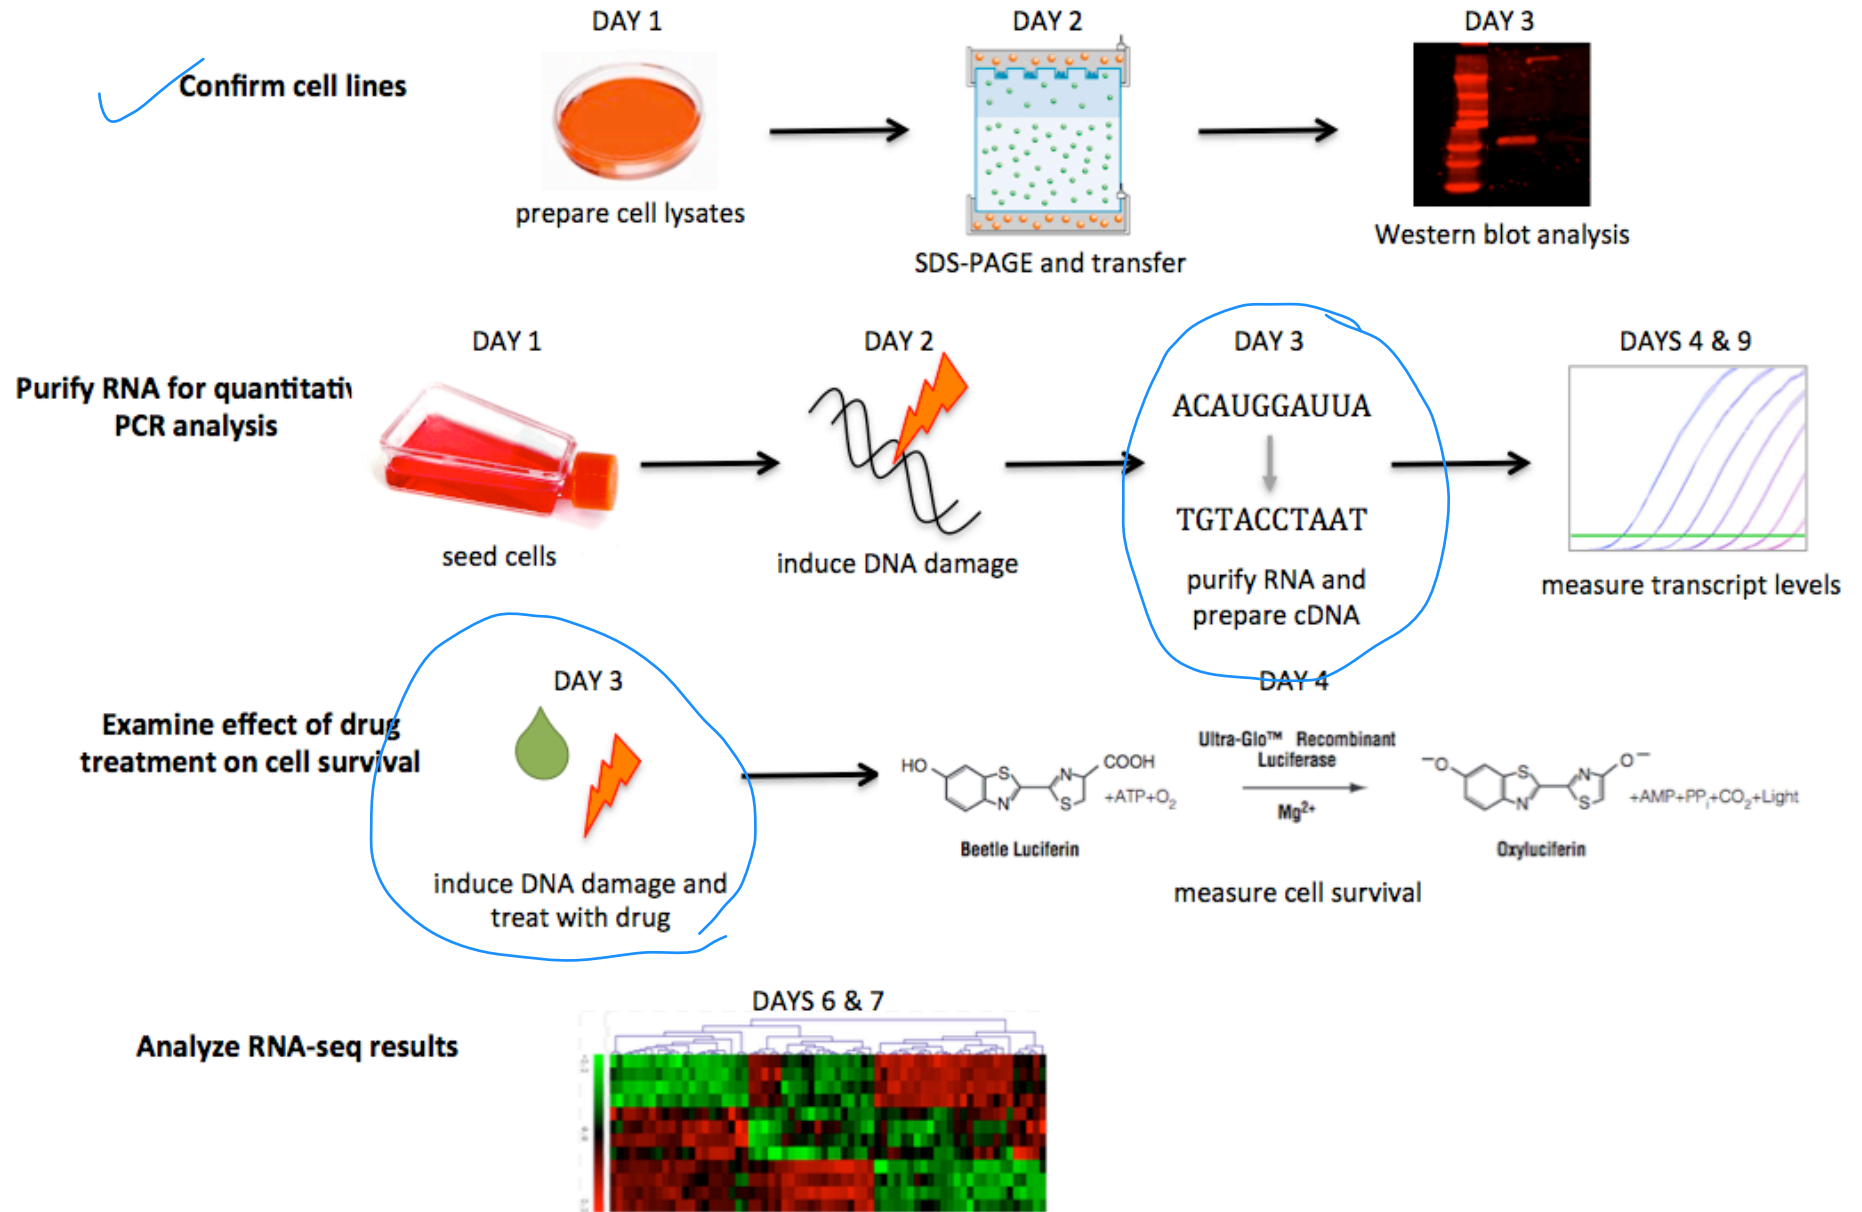 DAY 1
DAY 2
DAY 3
Confirm cell lines
prepare cell lysates
SDS-PAGE and transfer
Western blot analysis
DAY 1
DAY 2
DAY 3
DAYS 4 & 9
Purify RNA for quantitativ
PCR analysis
ACAUGGAUUA
TGTACCTAAT
seed cells
induce DNA damage
purify RNA and
prepare cDNA
measure transcript levels
DAY 3
DAY 4
Examine effect of drug
treatment on cell survival
Ultra-Glo™ Recombinant
Luciferase
Mg2+
HO
S
N
N
S
COOH
+ATP+O2
Beetle Luciferin
−O
S
N
N
S
O−
+AMP+PPi+CO2+Light
Oxyluciferin
induce DNA damage and
treat with drug
measure cell survival
DAYS 6 & 7
Analyze RNA-seq results